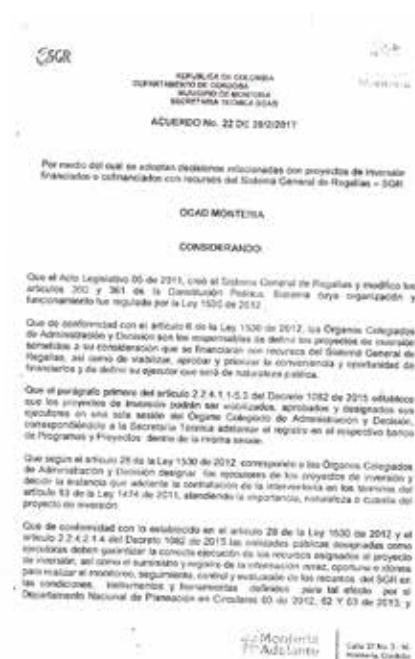 SGR
REPUBLICA DE COLOMBIA
DEPARTAMENTO DE CORDOBA
MUNICIPIO DE MONTERIA
SECRETARIA TECNICA OCAD
ACUERDO No. 22 DE 28/2/2017
Por medio del cual se adoptan decisiones relacionadas con proyectos de inversión
financiados o cofinanciados con recursos del Sistema General de Regalías – SGR
OCAD MONTERIA
CONSIDERANDO:
Que el Acto Legislativo 05 de 2011, creó el Sistema General de Regalías y modificó los
artículos 360 y 361 de la Constitución Política, Sistema cuya organización y
funcionamiento fue regulado por la Ley 1530 de 2012.
Que de conformidad con el artículo 6 de la Ley 1530 de 2012, los Órganos Colegiados
de Administración y Decisión son los responsables de definir los proyectos de inversión
sometidos a su consideración que se financiarán con recursos del Sistema General de
Regalías, así como de viabilizar, aprobar y priorizar la conveniencia y oportunidad de
financiarlos y de definir su ejecutor que será de naturaleza pública.
Que el parágrafo primero del artículo 2.2.4.1.1.5.3 del Decreto 1082 de 2015 establece
que los proyectos de inversión podrán ser viabilizados, aprobados y designados sus
ejecutores en una sola sesión del Órgano Colegiado de Administración y Decisión,
correspondiéndole a la Secretaría Técnica adelantar el registro en el respectivo banco
de Programas y Proyectos dentro de la misma sesión.
Que según el artículo 28 de la Ley 1530 de 2012 corresponde a los Órganos Colegiados
de Administración y Decisión designar los ejecutores de los proyectos de inversión y
decidir la instancia que adelante la contratación de la interventoría en los términos del
artículo 83 de la Ley 1474 de 2011, atendiendo la importancia, naturaleza o cuantía del
proyecto de inversión.
Que de conformidad con lo establecido en el artículo 28 de la Ley 1530 de 2012 y el
artículo 2.2.4.2.1.4 del Decreto 1082 de 2015 las entidades públicas designadas como
ejecutoras deben garantizar la correcta ejecución de los recursos asignados al proyecto
de inversión, así como el suministro y registro de la información veraz, oportuna e idónea
para realizar el monitoreo, seguimiento, control y evaluación de los recursos del SGR en
las condiciones, instrumentos y herramientas definidos para tal efecto por el
Departamento Nacional de Planeación en Circulares 63 de 2012, 62 Y 63 de 2013, y
Montería
Adelante
Calle 27 No. 3 - 16
Montería, Córdoba